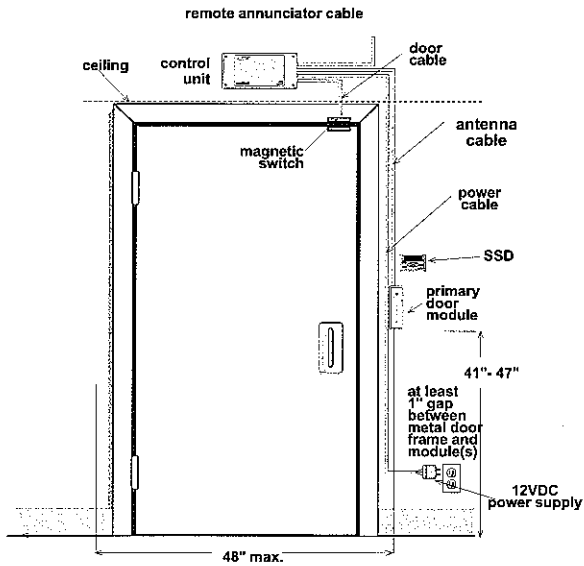 remote annunciator cable
door
cable
control
unit
ceiling
antenna
cable
magnetic
switch
power
cable
SSD
primary
door
module
41"- 47"
at least
1" gap
between
metal door
frame and
module(s)
12VDC
power supply
48" max.